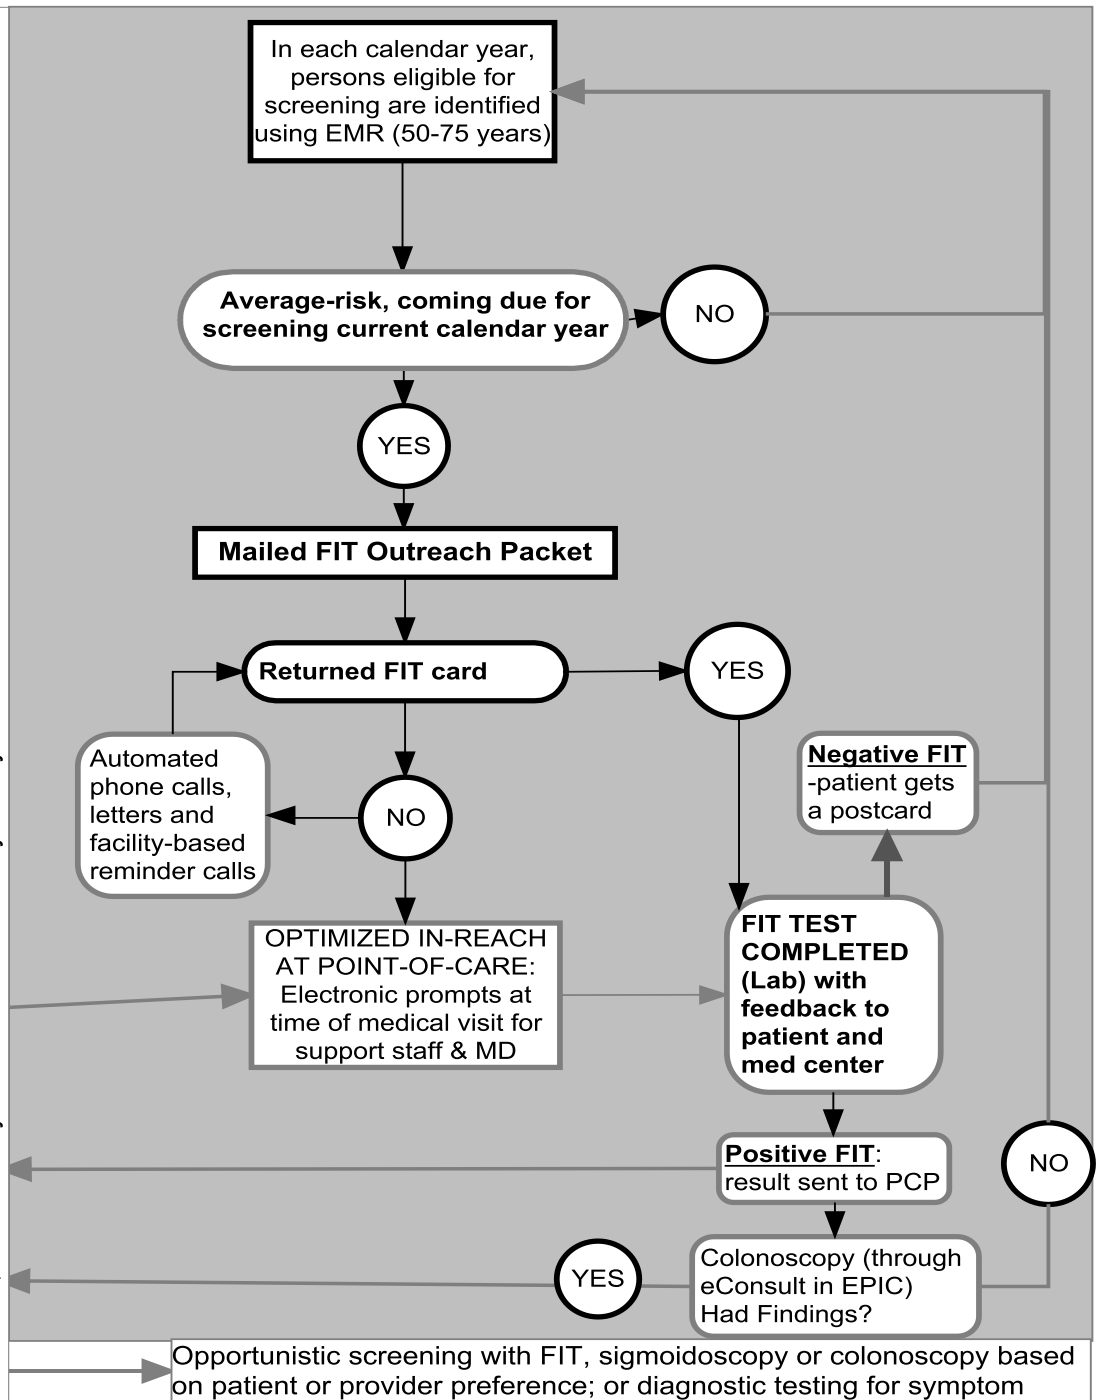 In each calendar year,
persons eligible for
screening are identified
using EMR (50-75 years)
Average-risk, coming due for
screening current calendar year
NO
YES
Mailed FIT Outreach Packet
Returned FIT card
YES
Automated
phone calls,
letters and
facility-based
reminder calls
NO
Negative FIT
-patient gets
a postcard
OPTIMIZED IN-REACH
AT POINT-OF-CARE:
Electronic prompts at
time of medical visit for
support staff & MD
FIT TEST
COMPLETED
(Lab) with
feedback to
patient and
med center
Positive FIT:
result sent to PCP
NO
YES
Colonoscopy (through
eConsult in EPIC)
Had Findings?
Opportunistic screening with FIT, sigmoidoscopy or colonoscopy based
on patient or provider preference; or diagnostic testing for symptom